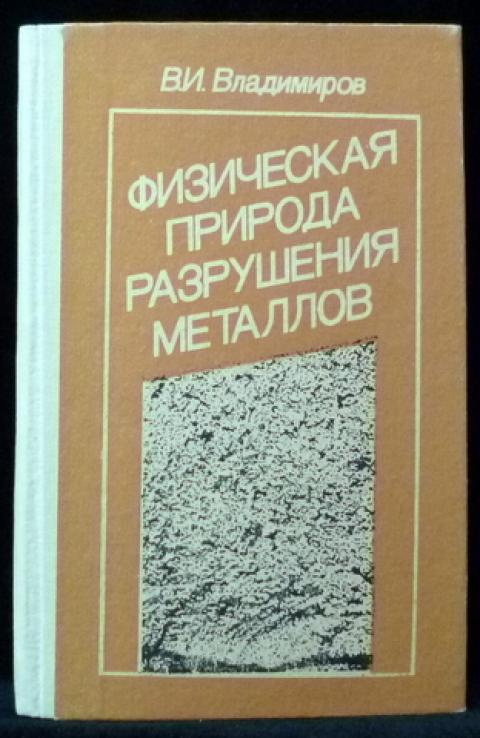 В.И. Владимиров
ФИЗИЧЕСКАЯ
ПРИРОДА
РАЗРУШЕНИЯ
МЕТАЛЛОВ